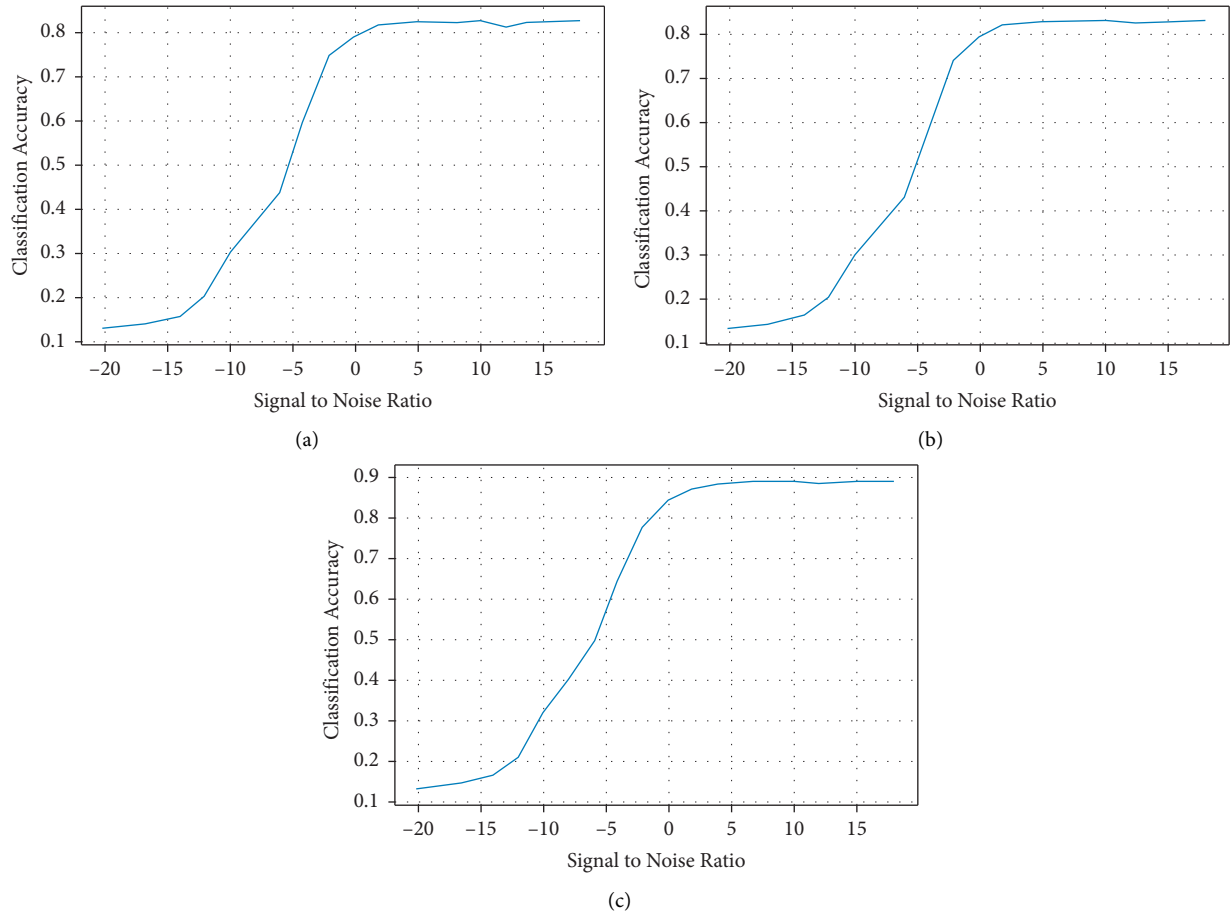 0.8
0.7
0.6
0.5
0.4
0.3
0.2
0.1
Classification Accuracy
–20 –15 –10 –5 0 5 10 15
Signal to Noise Ratio
(a)
0.8
0.7
0.6
0.5
0.4
0.3
0.2
0.1
Classification Accuracy
–20 –15 –10 –5 0 5 10 15
Signal to Noise Ratio
(b)
0.9
0.8
0.7
0.6
0.5
0.4
0.3
0.2
0.1
Classification Accuracy
–20 –15 –10 –5 0 5 10 15
Signal to Noise Ratio
(c)